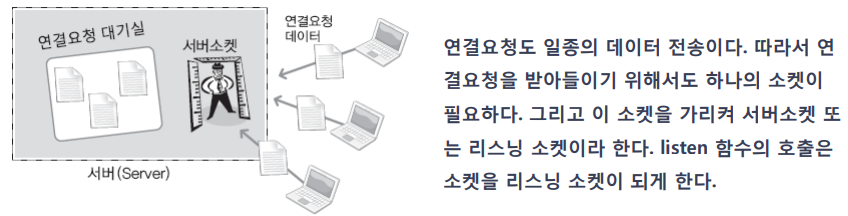 연결요청 대기실
서버소켓
연결요청
데이터
서버(Server)
연결요청도 일종의 데이터 전송이다. 따라서 연
결요청을 받아들이기 위해서도 하나의 소켓이
필요하다. 그리고 이 소켓을 가리켜 서버소켓 또
는 리스닝 소켓이라 한다. listen 함수의 호출은
소켓을 리스닝 소켓이 되게 한다.